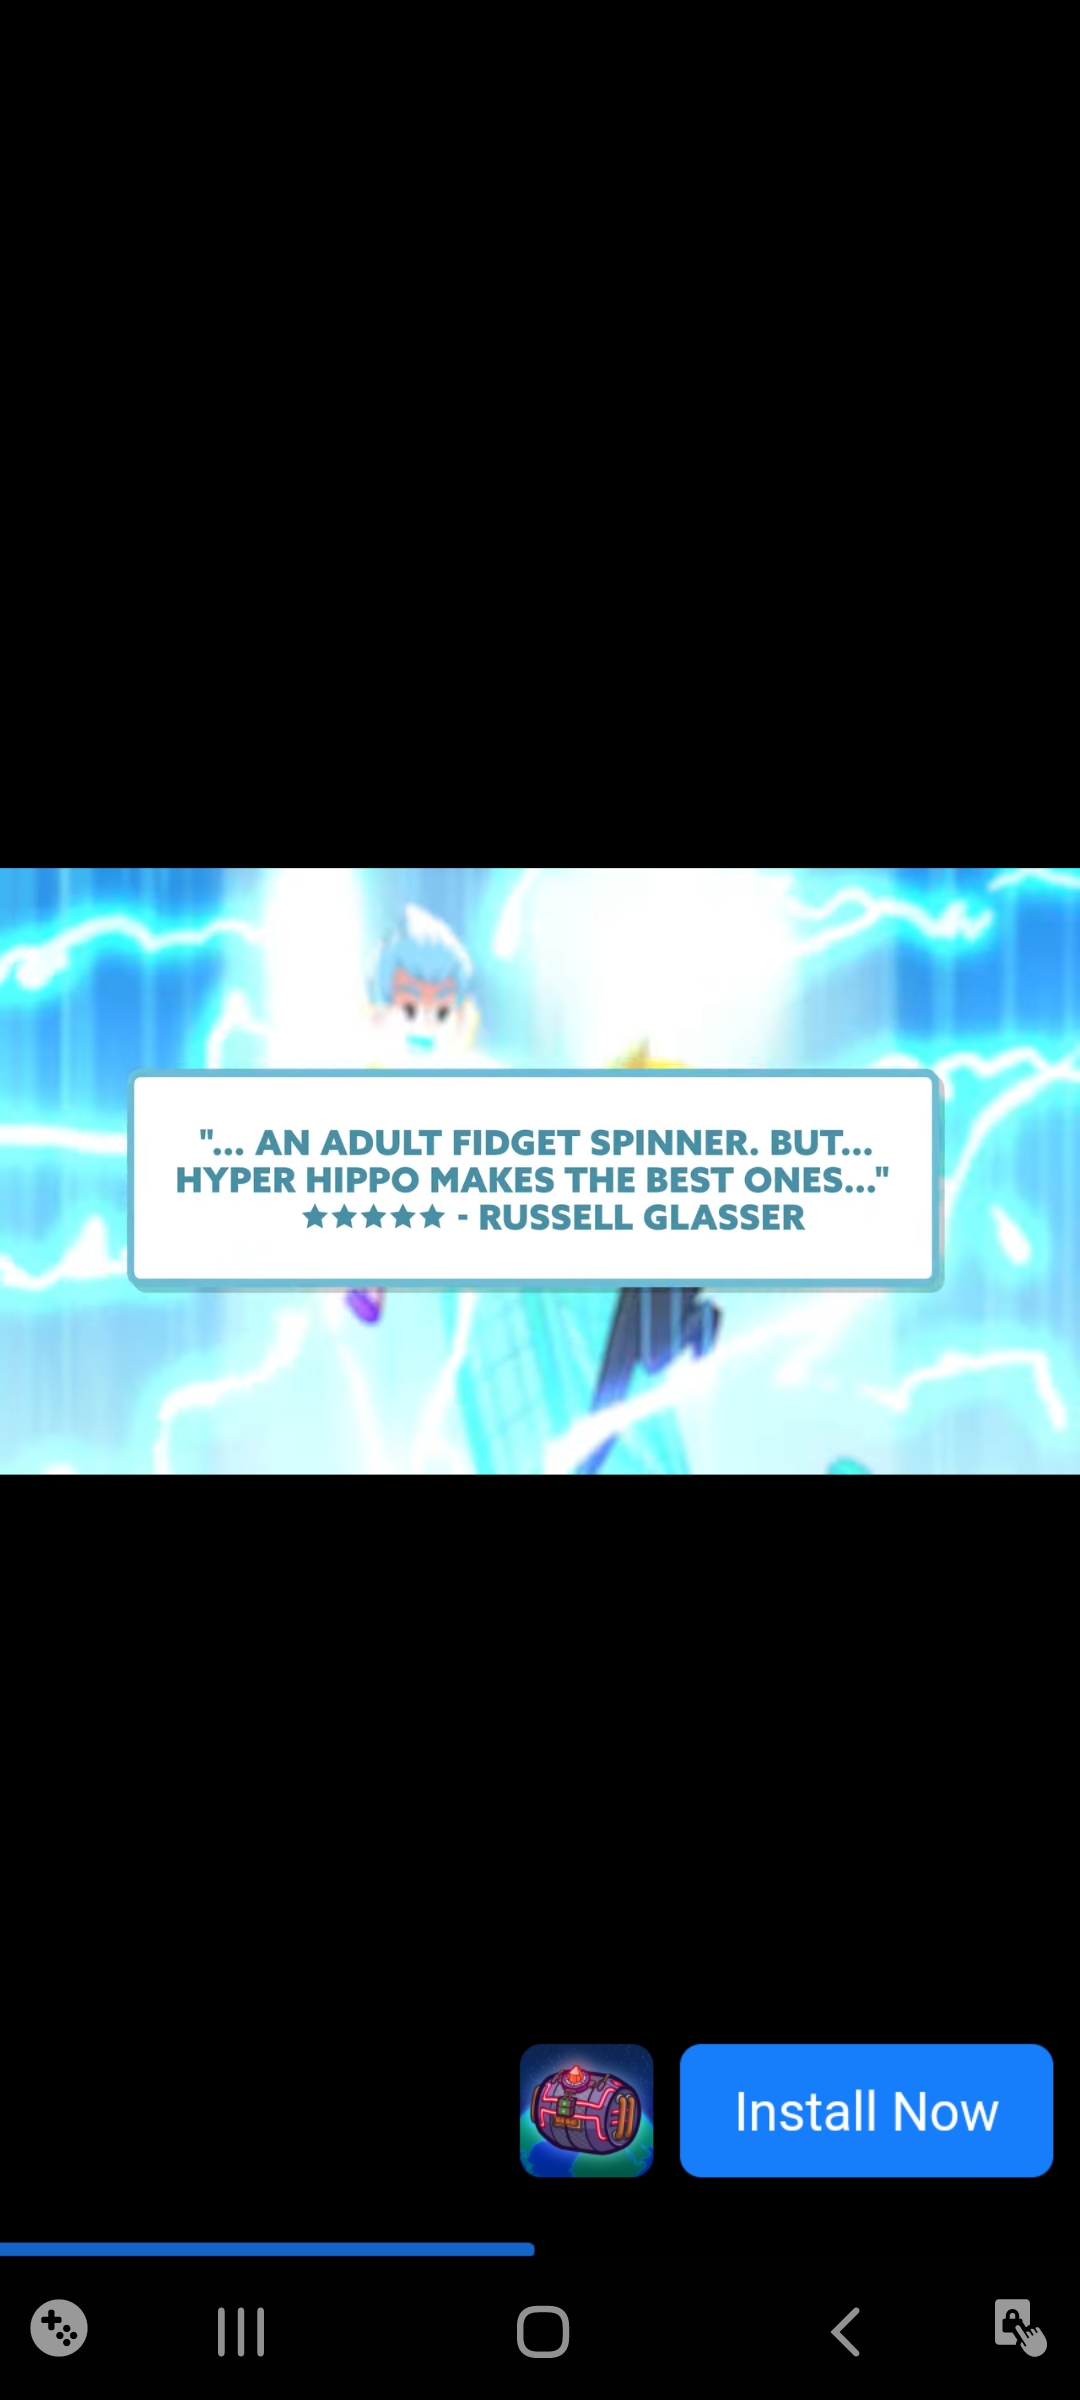 "... AN ADULT FIDGET SPINNER. BUT...
HYPER HIPPO MAKES THE BEST ONES..."
★★★★★ - RUSSELL GLASSER
Install Now